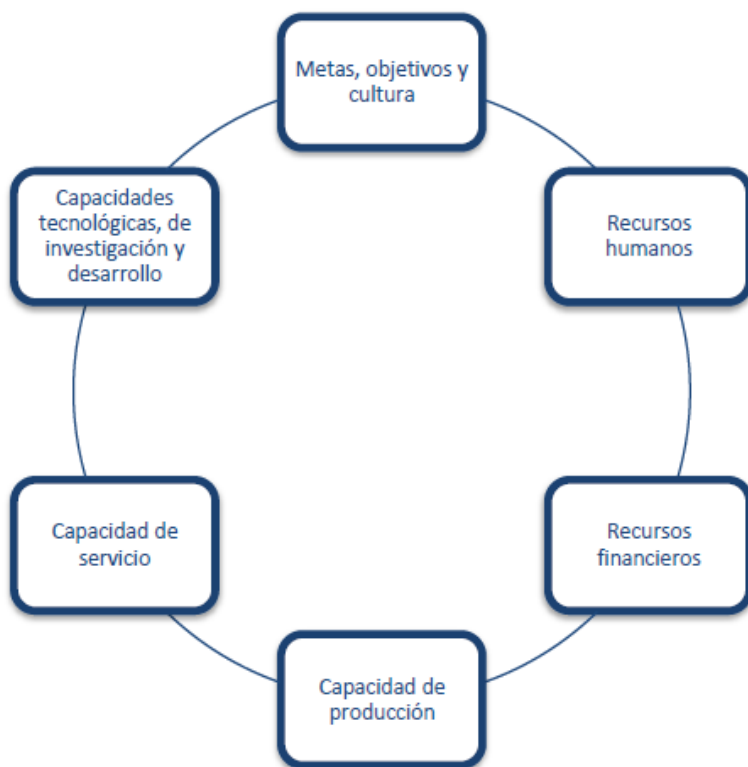 Metas, objetivos y
cultura
Recursos
humanos
Recursos
financieros
Capacidad de
producción
Capacidad de
servicio
Capacidades
tecnológicas, de
investigación y
desarrollo